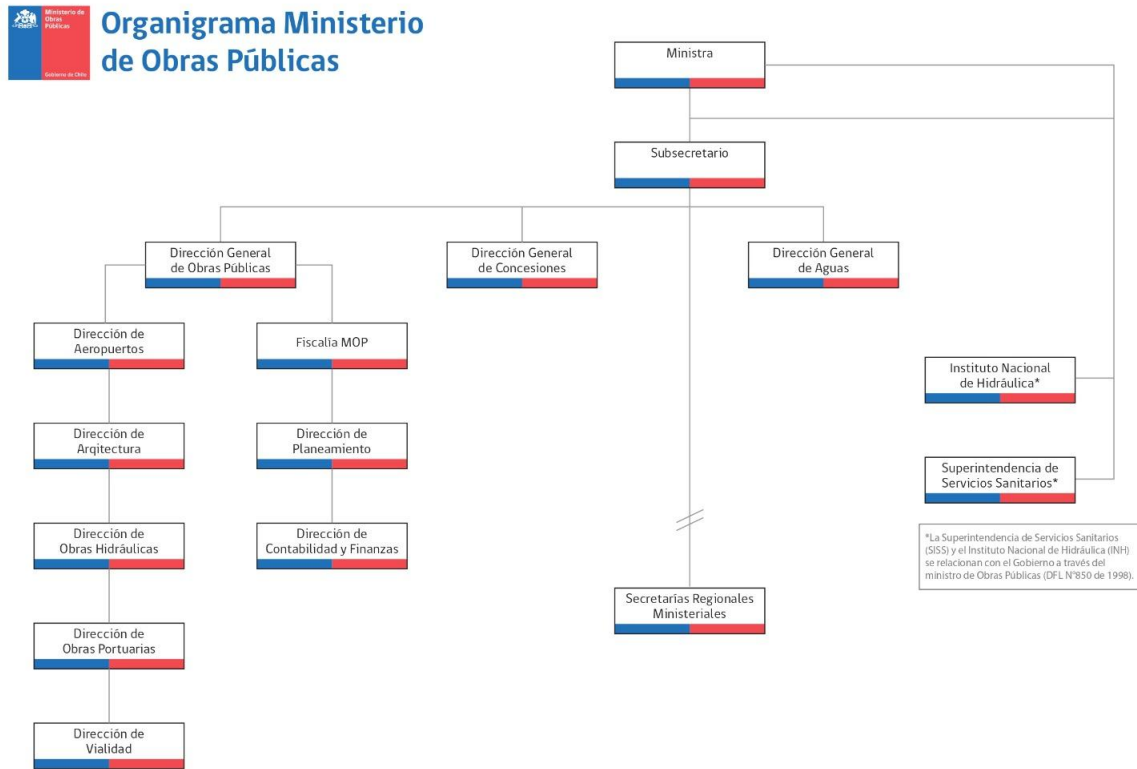 Ministerio de
Obras
Públicas
Gobierno de Chile
Organigrama Ministerio
de Obras Públicas
Ministra
Subsecretario
Dirección General
de Obras Públicas
Dirección General
de Concesiones
Dirección General
de Aguas
Dirección de
Aeropuertos
Fiscalía MOP
Instituto Nacional
de Hidráulica*
Dirección de
Arqitectura
Dirección de
Planeamiento
Superintendencia de
Servicios Sanitarios*
Dirección de
Obras Hidráulicas
Dirección de
Contabilidad y Finanzas
*La Superintendencia de Servicios Sanitarios
(SISS) y el Instituto Nacional de Hidráulica (INH)
se relacionan con el Gobierno a través del
ministro de Obras Públicas (DFL N°850 de 1998).
Secretarías Regionales
Ministeriales
Dirección de
Obras Portuarias
Dirección de
Vialidad